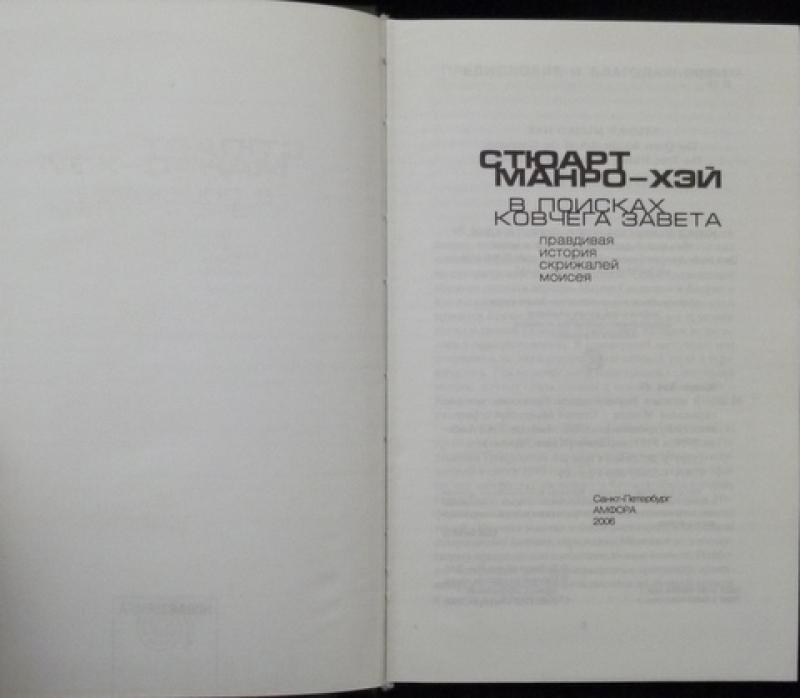 СТЮАРТ
МАНРО-ХЭЙ
В ПОИСКАХ
КОВЧЕГА ЗАВЕТА
правдивая
история
скрижалей
моисея
Санкт-Петербург
АМФОРА
2006